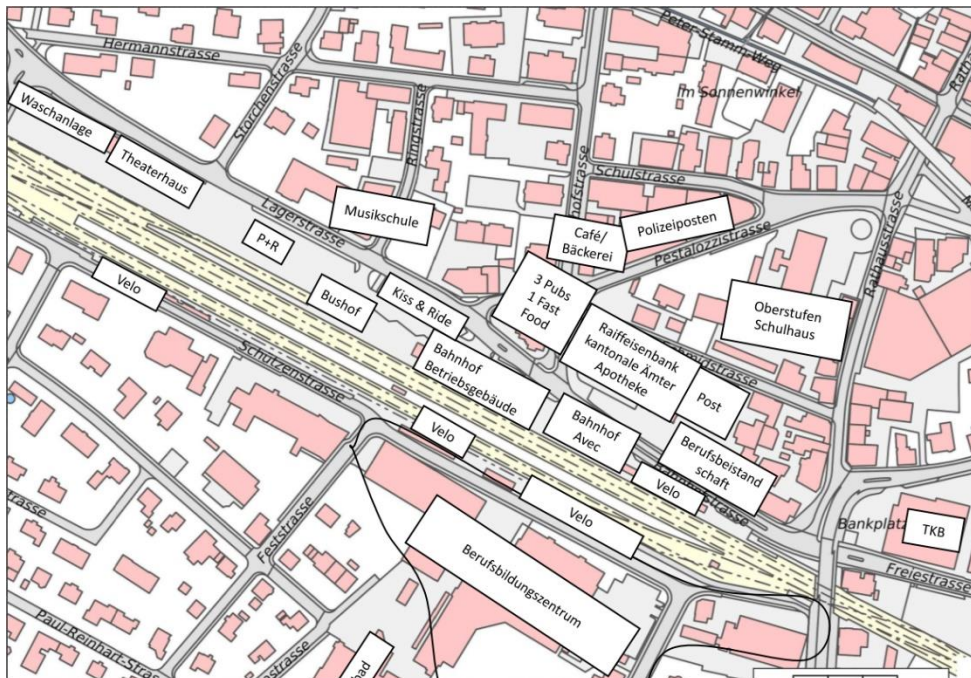 Hermannstrasse
Storchenstrasse
Ringstrasse
Peter-Stamm-Weg
im Sonnenwinkel
Waschanlage
Theaterhaus
Lagerstrasse
Musikschule
Schulstrasse
Café/
Bäckerei
Polizeiposten
Pestalozzistrasse
Rathausstrasse
P+R
Velo
Bushof
Kiss & Ride
3 Pubs
1 Fast
Food
Oberstufen
Schulhaus
Schützenstrasse
Bahnhof
Betriebsgebäude
Raiffeisenbank
kantonale Ämter
Apotheke
Post
Velo
Bahnhof
Avec
Berufsbeistand
schaft
Velo
Velo
Feststrasse
Berufsbildungszentrum
Bankplatz
TKB
Freiestrasse
Paul-Reinhart-Stra